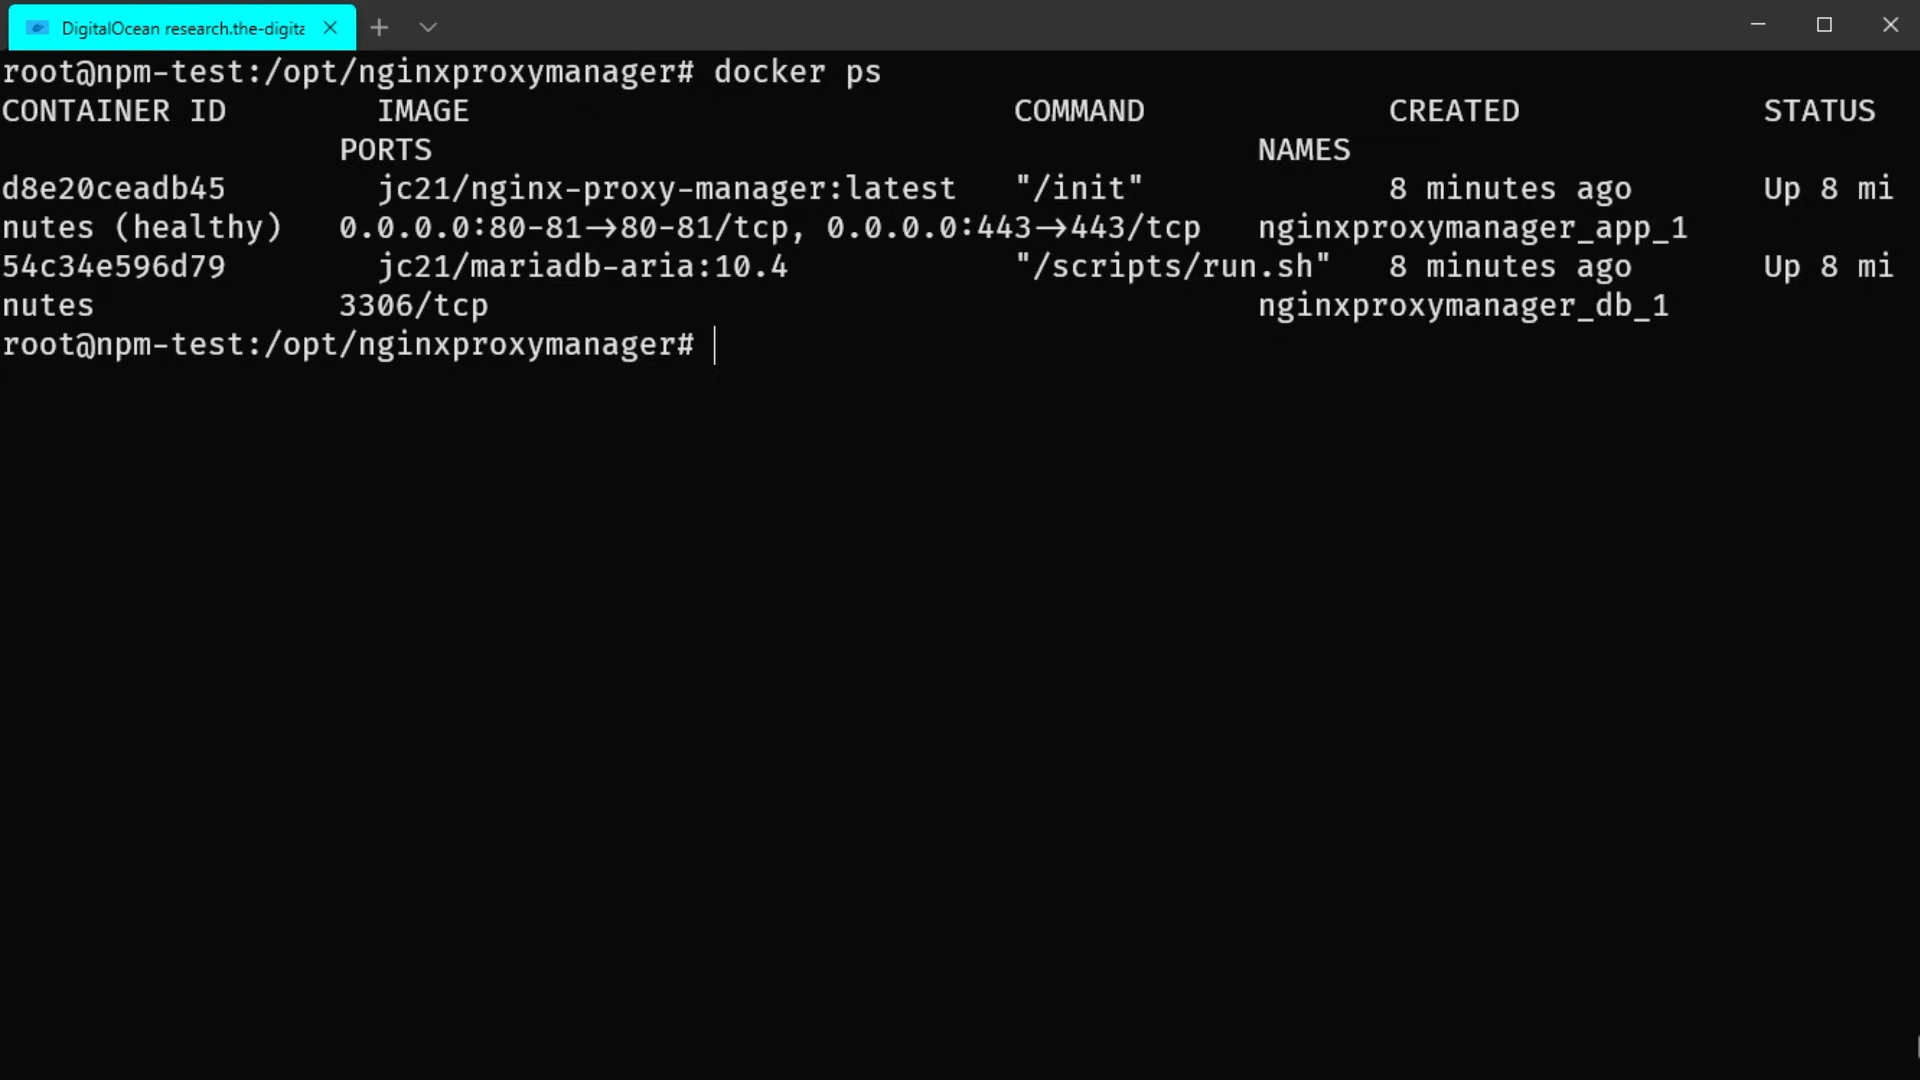 DigitalOcean research.the-digita
root@npm-test:/opt/nginxproxymanager# docker ps
CONTAINER ID        IMAGE                             COMMAND             CREATED             STATUS
                  PORTS                                            NAMES
d8e20ceadb45        jc21/nginx-proxy-manager:latest   "/init"             8 minutes ago       Up 8 mi
nutes (healthy)   0.0.0.0:80-81->80-81/tcp, 0.0.0.0:443->443/tcp   nginxproxymanager_app_1
54c34e596d79        jc21/mariadb-aria:10.4            "/scripts/run.sh"   8 minutes ago       Up 8 mi
nutes             3306/tcp                                         nginxproxymanager_db_1
root@npm-test:/opt/nginxproxymanager#